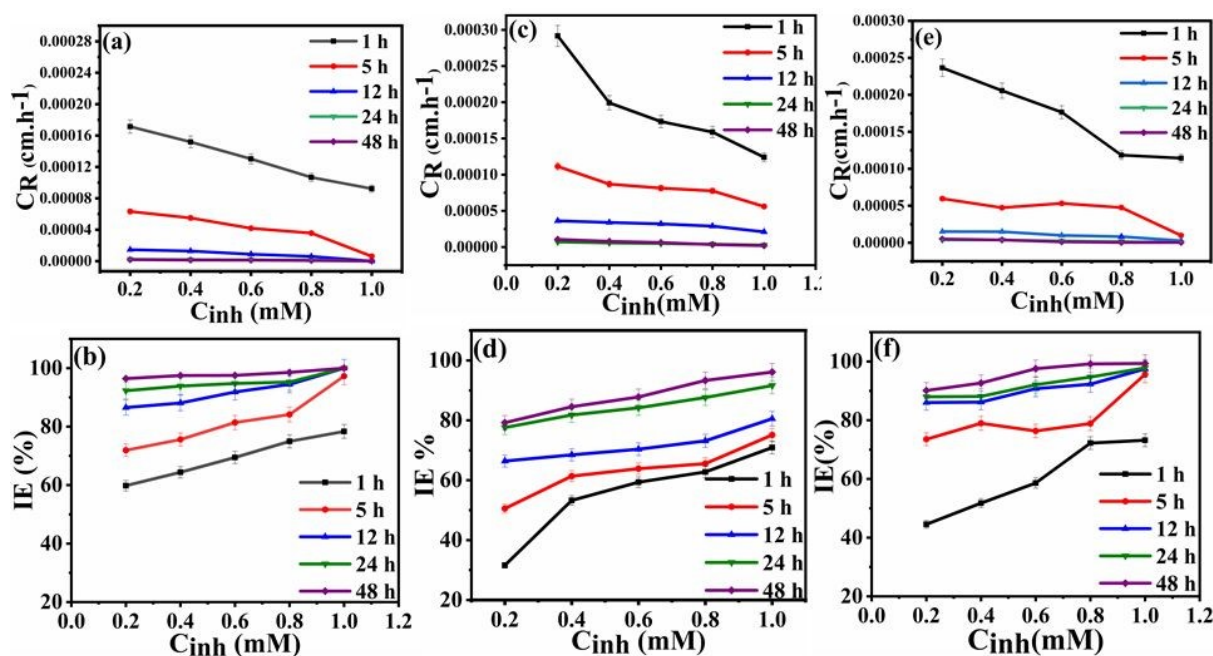 (a)
1 h
5 h
12 h
24 h
48 h
0.00028
0.00024
0.00020
0.00016
0.00012
0.00008
0.00004
0.00000
CR (cm.h-1)
0.2 0.4 0.6 0.8 1.0
Cinh (mM)
(c)
1 h
5 h
12 h
24 h
48 h
0.00030
0.00025
0.00020
0.00015
0.00010
0.00005
0.00000
CR (cm.h-1)
0.0 0.2 0.4 0.6 0.8 1.0
Cinh (mM)
(e)
1 h
5 h
12 h
24 h
48 h
0.00030
0.00025
0.00020
0.00015
0.00010
0.00005
0.00000
CR(cm.h-1)
0.0 0.2 0.4 0.6 0.8 1.0
Cinh(mM)
(b)
100
80
60
40
20
IE (%)
1 h
5 h
12 h
24 h
48 h
0.0 0.2 0.4 0.6 0.8 1.0 1.2
Cinh (mM)
(d)
100
80
60
40
20
IE %
1 h
5 h
12 h
24 h
48 h
0.2 0.4 0.6 0.8 1.0
Cinh (mM)
(f)
100
80
60
40
20
IE(%)
1 h
5 h
12 h
24 h
48 h
0.0 0.2 0.4 0.6 0.8 1.0 1.2
Cinh(mM)